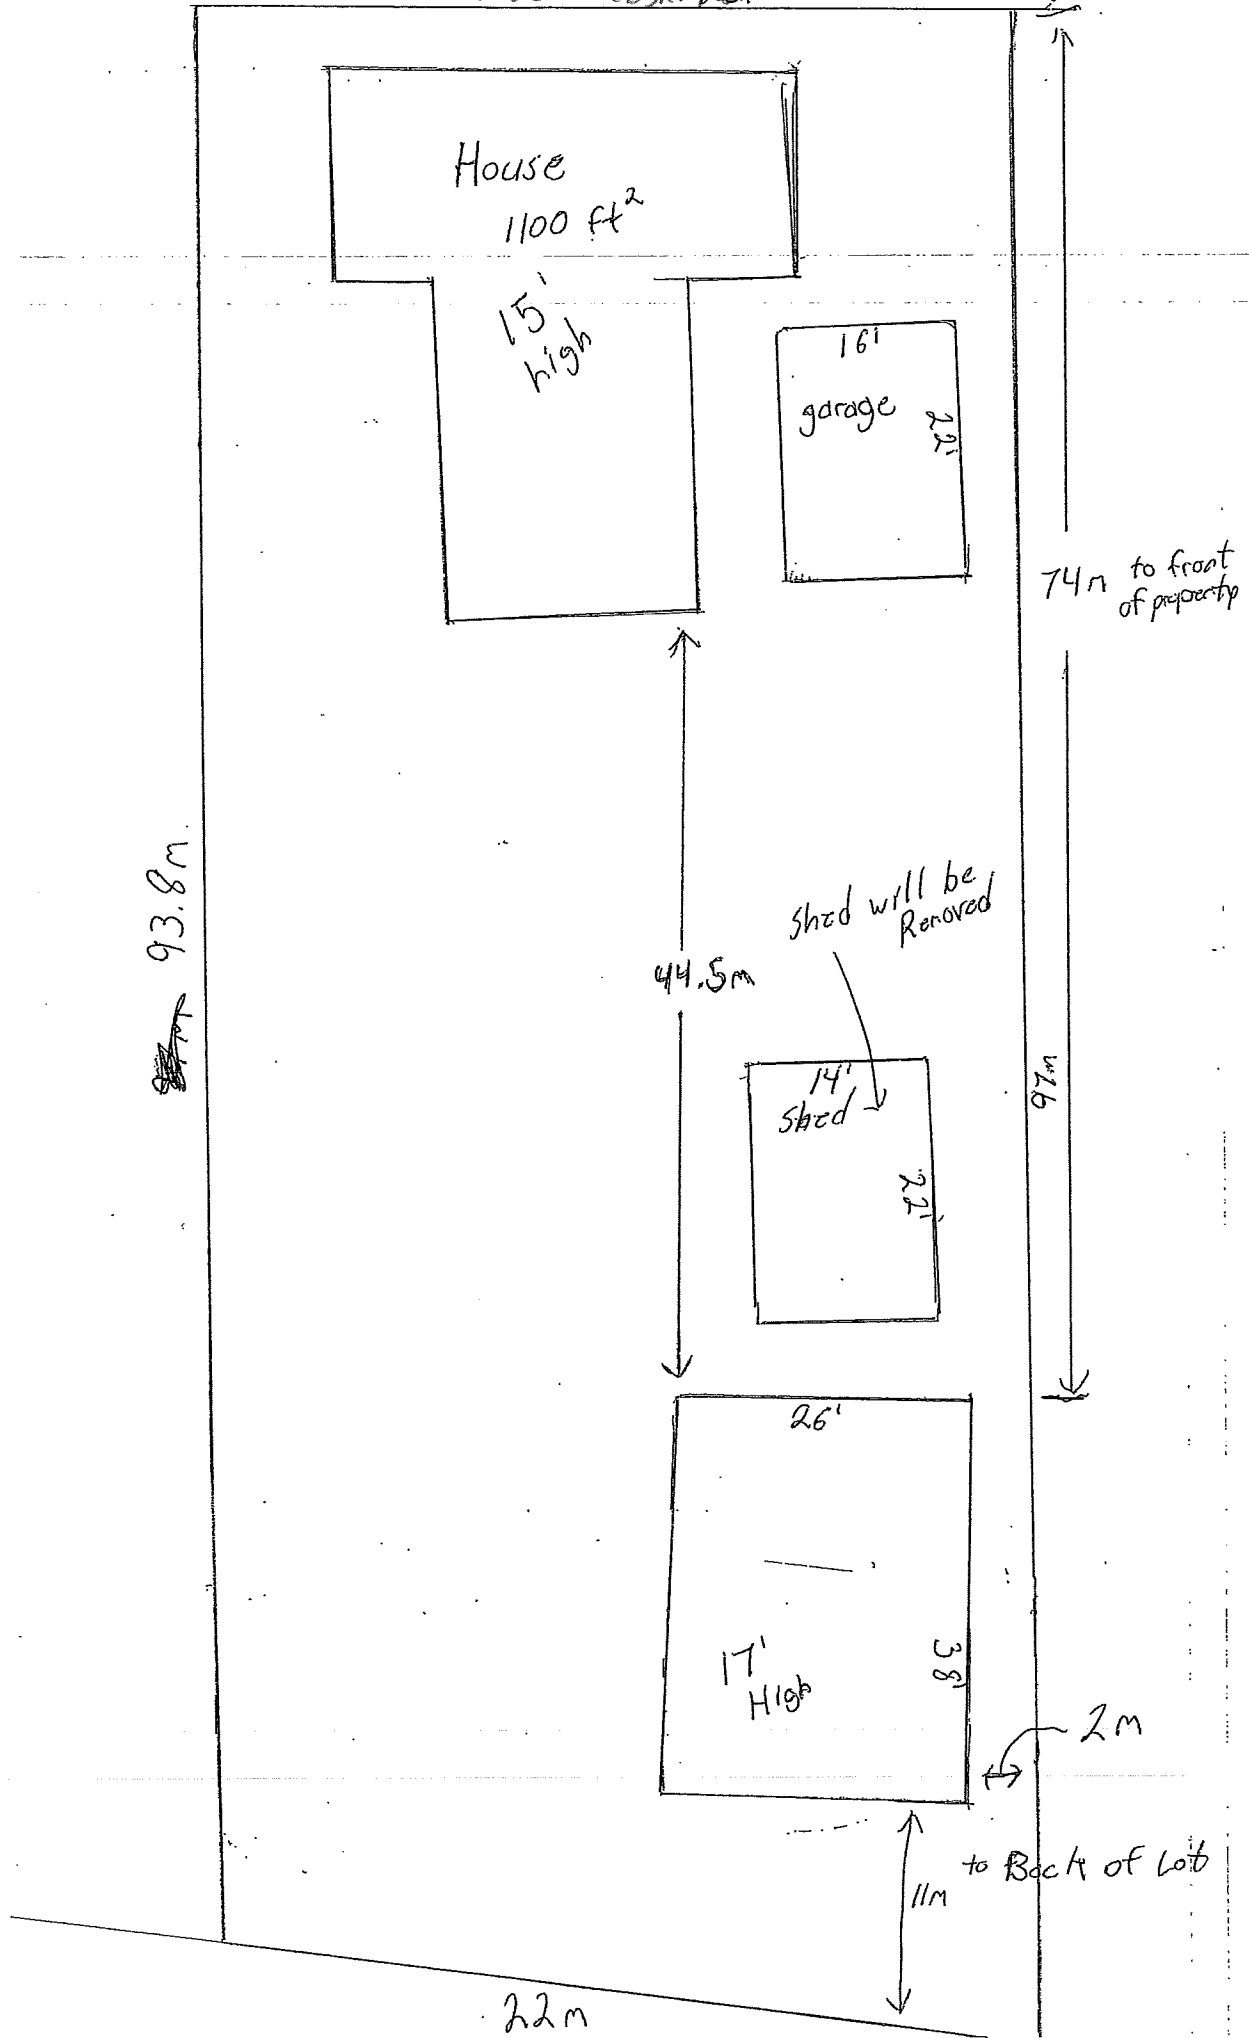 House
1100 ft²
15'
high
16'
garage
22'
74m to front
of property
93.8m
Shed will be
Removed
44.5m
14'
Shed
22'
97m
26'
17'
High
38'
2m
11m
to Back of Lot
22m